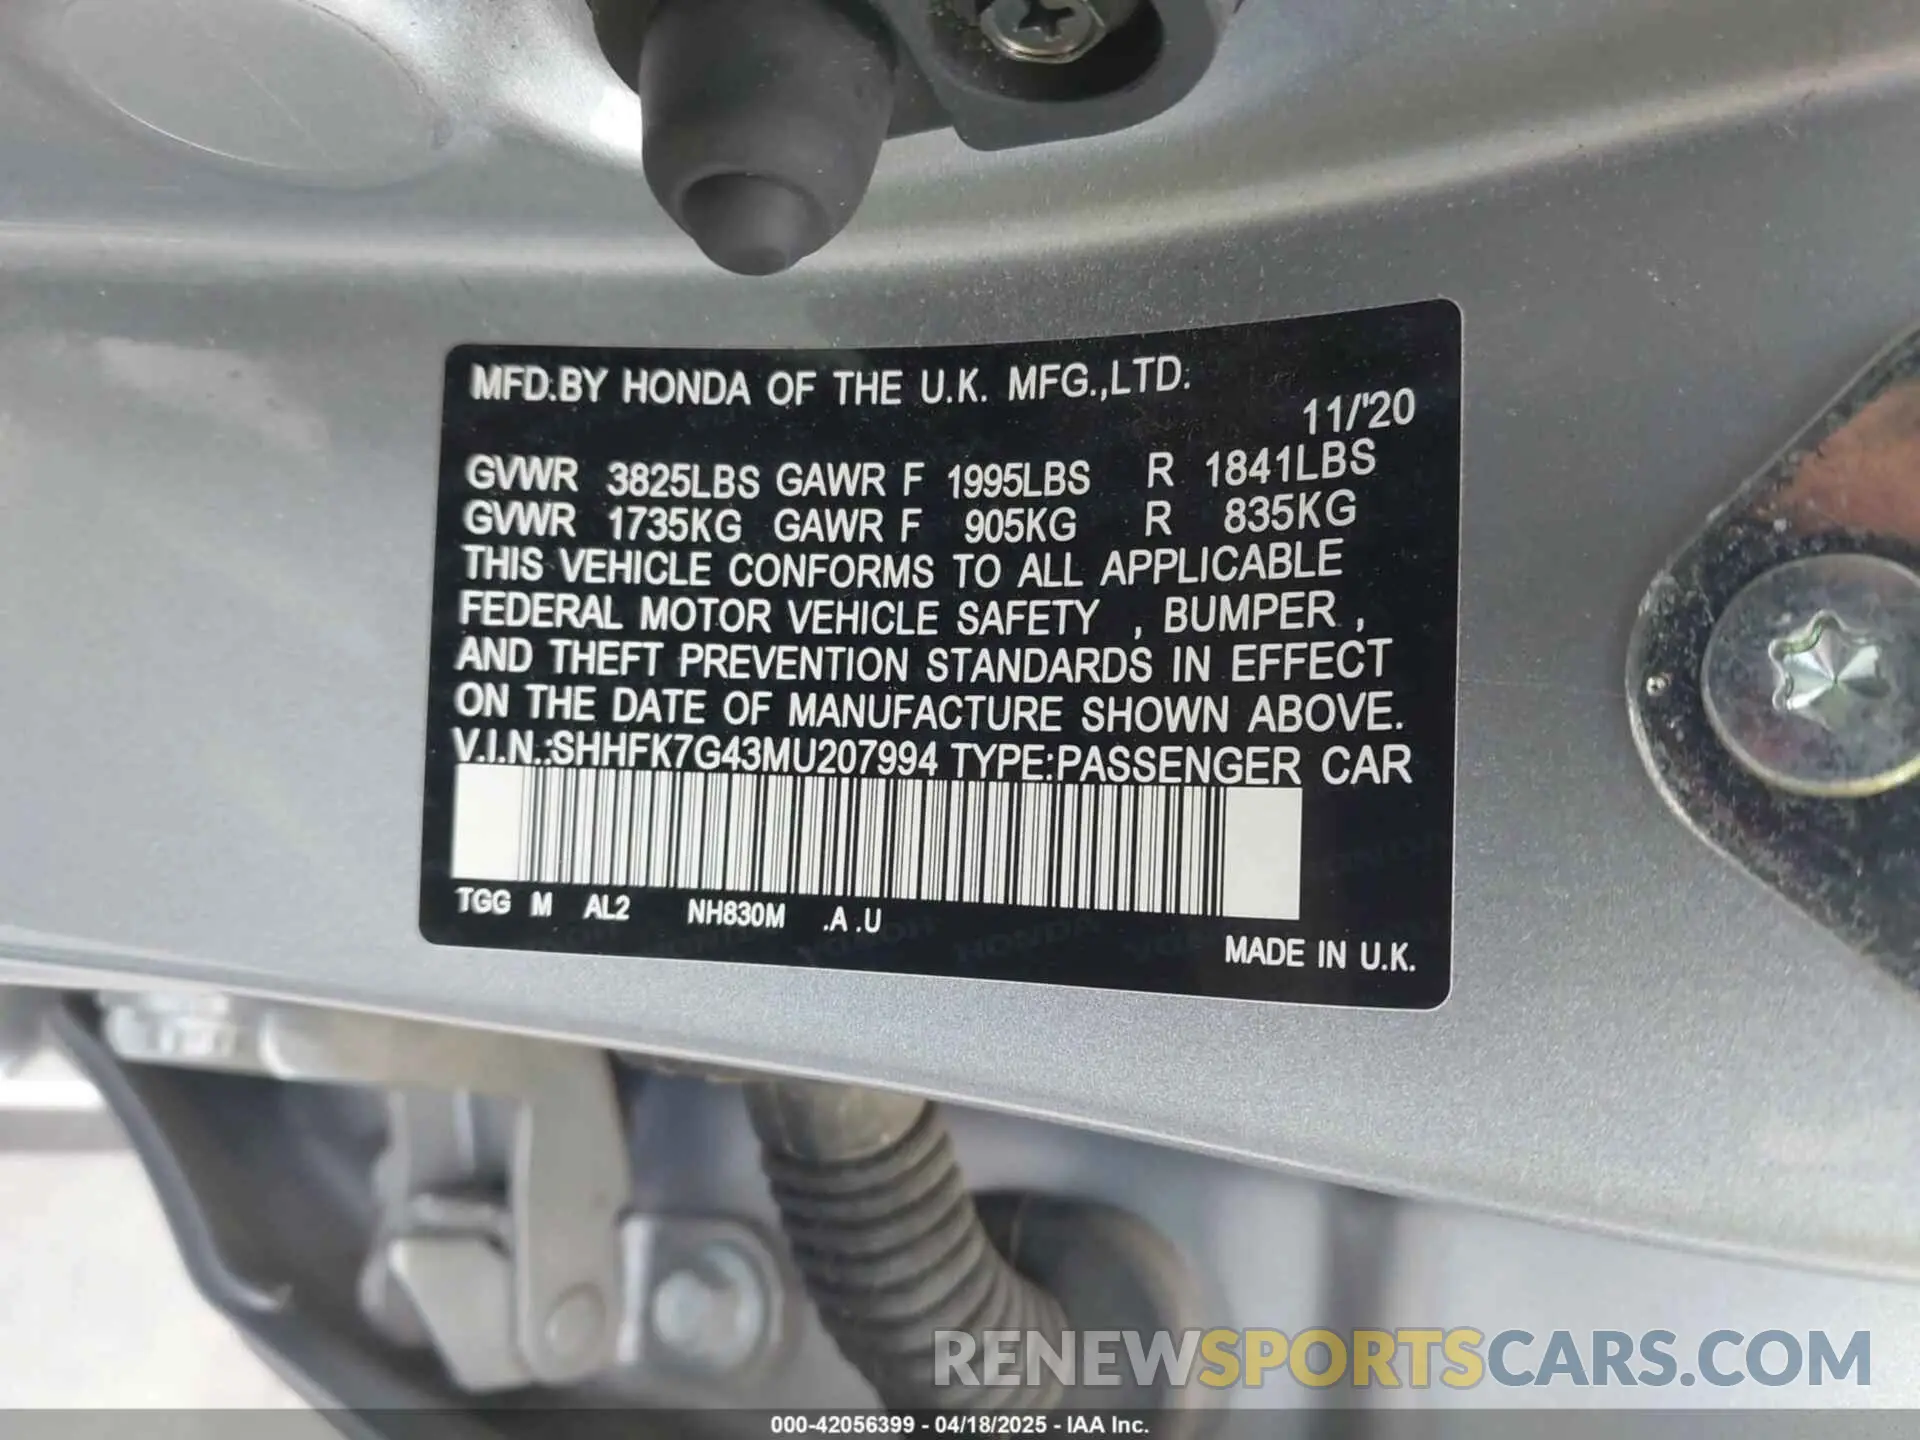 MFD.BY HONDA OF THE U.K. MFG.,LTD.
11/'20
GVWR 3825LBS GAWR F 1995LBS R 1841LBS
GVWR 1735KG GAWR F 905KG R 835KG
THIS VEHICLE CONFORMS TO ALL APPLICABLE
FEDERAL MOTOR VEHICLE SAFETY , BUMPER ,
AND THEFT PREVENTION STANDARDS IN EFFECT
ON THE DATE OF MANUFACTURE SHOWN ABOVE.
V.I.N.:SHHFK7G43MU207994 TYPE:PASSENGER CAR
TGG M AL2 NH830M .A .U
HONDA
MADE IN U.K.
RENEWSPORTSCARS.COM
000-42056399 - 04/18/2025 - IAA Inc.